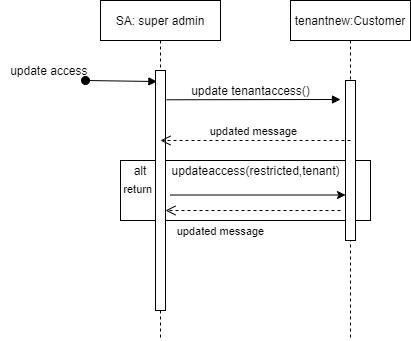 SA: super admin
tenantnew:Customer
update access
update tenantaccess()
updated message
alt
updateaccess(restricted,tenant)
return
updated message